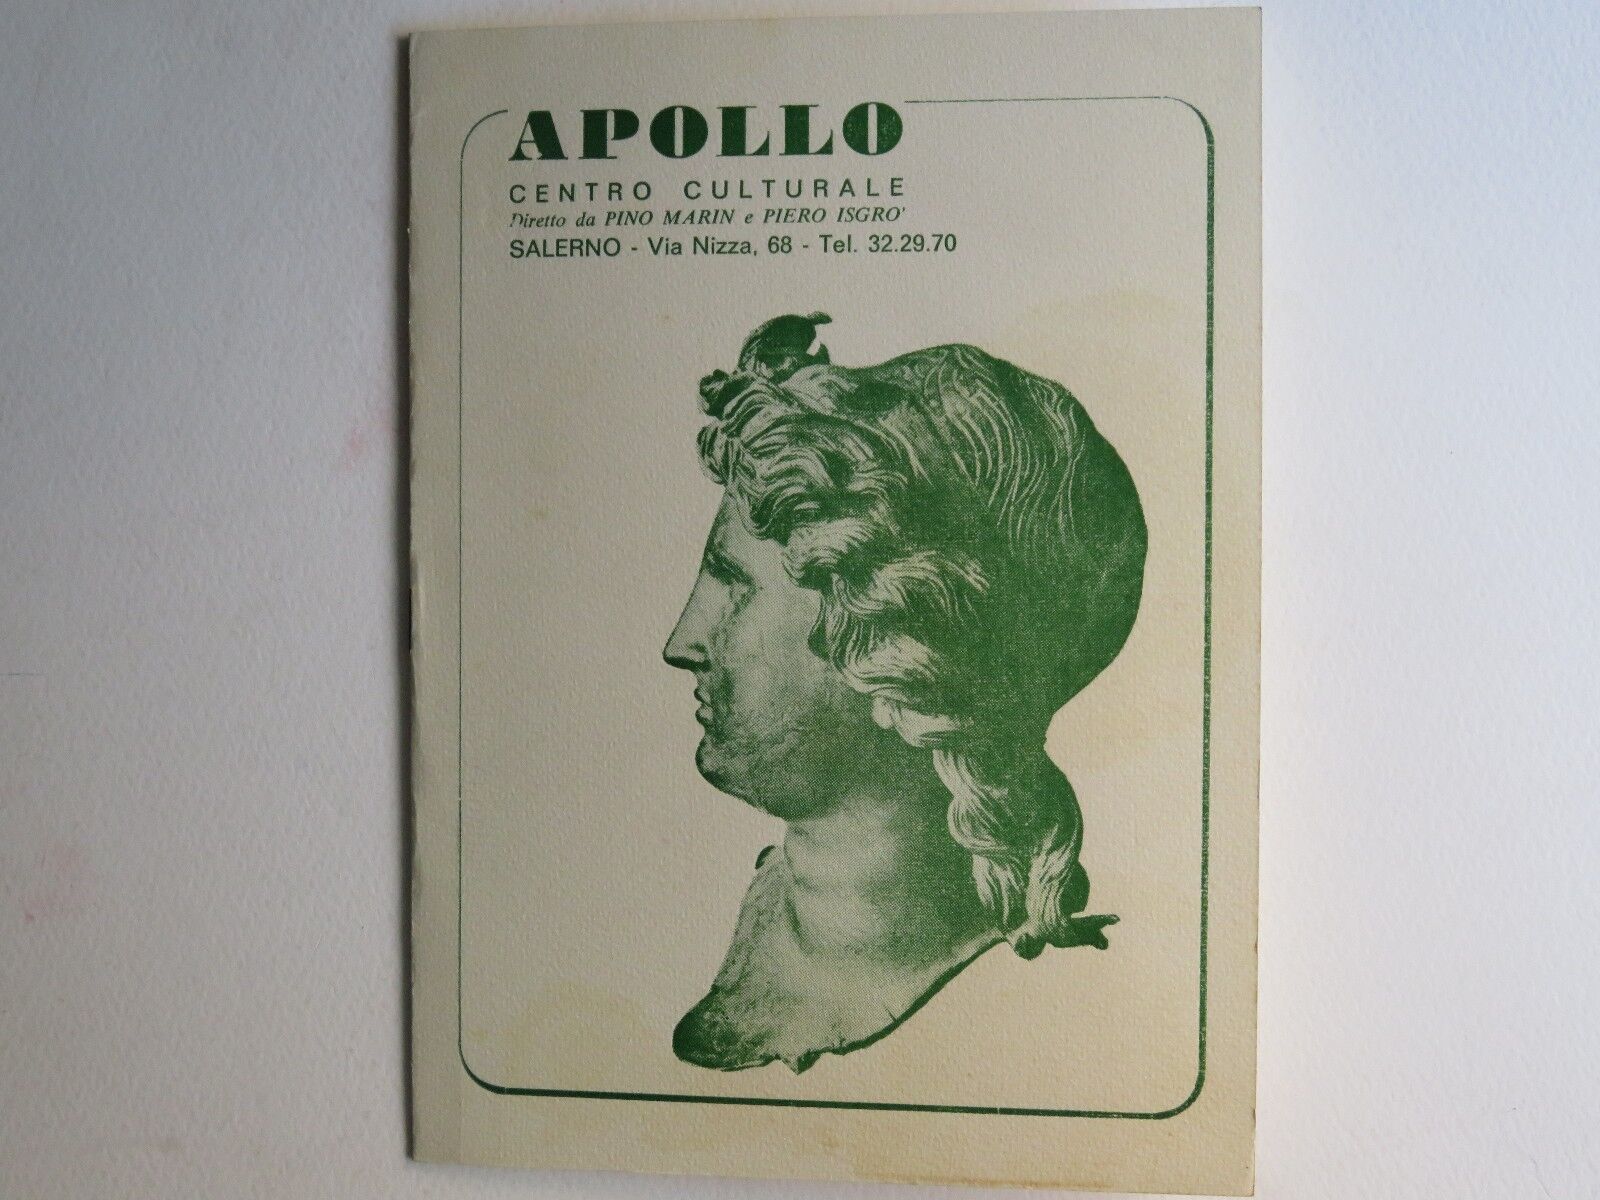 APOLLO
CENTRO CULTURALE
Diretto da PINO MARIN e PIERO ISGRO'
SALERNO - Via Nizza, 68 - Tel. 32.29.70